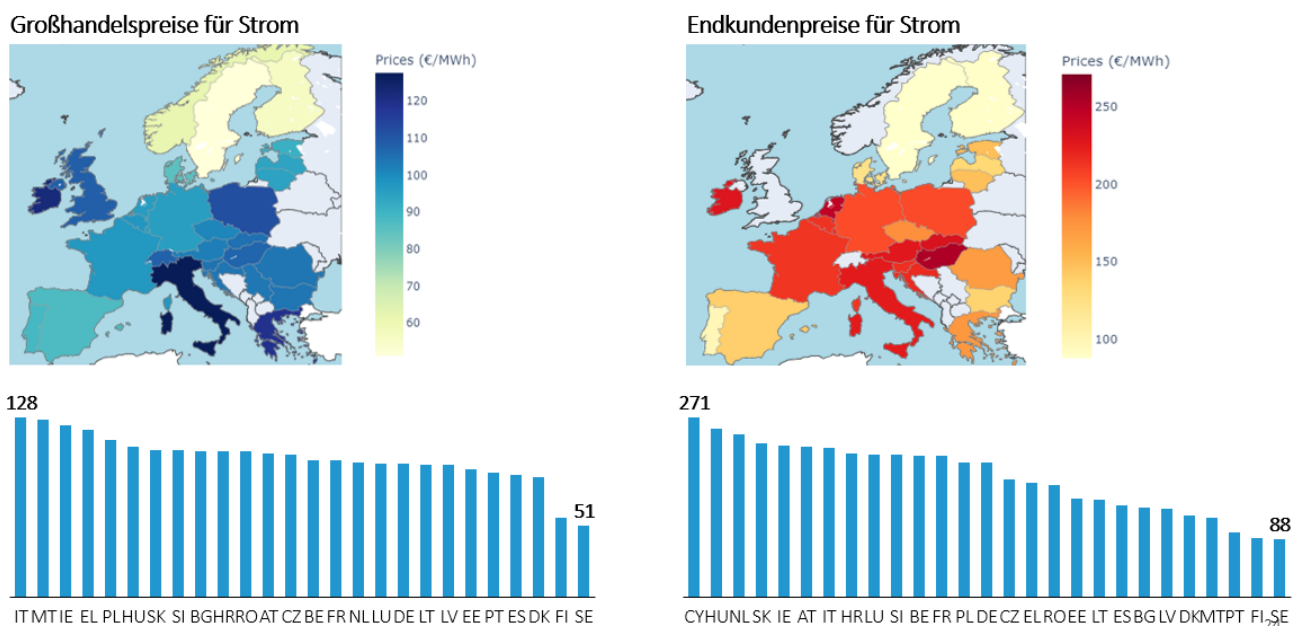 Großhandelspreise für Strom
Prices (€/MWh)
120
110
100
90
80
70
60
128
51
IT MT IE EL PL HU SK SI BG HR RO AT CZ BE FR NL LU DE LT LV EE PT ES DK FI SE
Endkundenpreise für Strom
Prices (€/MWh)
250
200
150
100
271
88
CY HU NL SK IE AT IT HR LU SI BE FR PL DE CZ EL RO EE LT ES BG LV DK MT PT FI SE